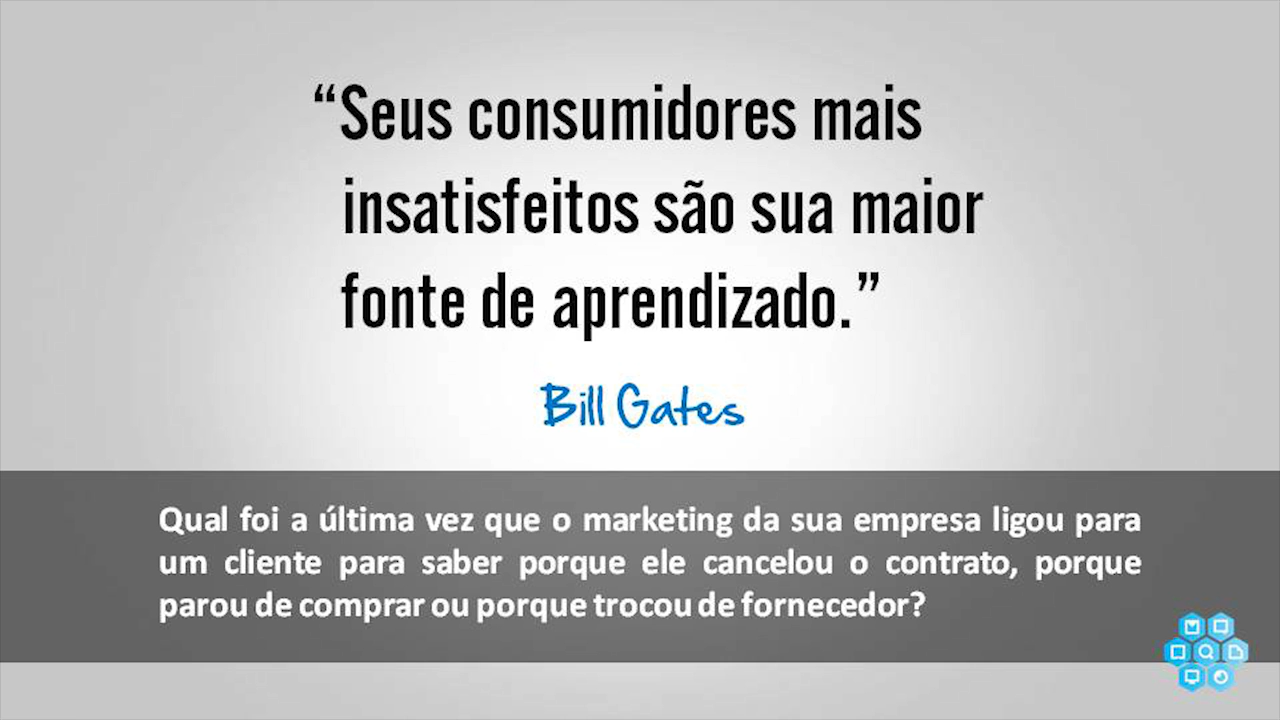 “Seus consumidores mais
insatisfeitos são sua maior
fonte de aprendizado.”
Bill Gates
Qual foi a última vez que o marketing da sua empresa ligou para
um cliente para saber porque ele cancelou o contrato, porque
parou de comprar ou porque trocou de fornecedor?